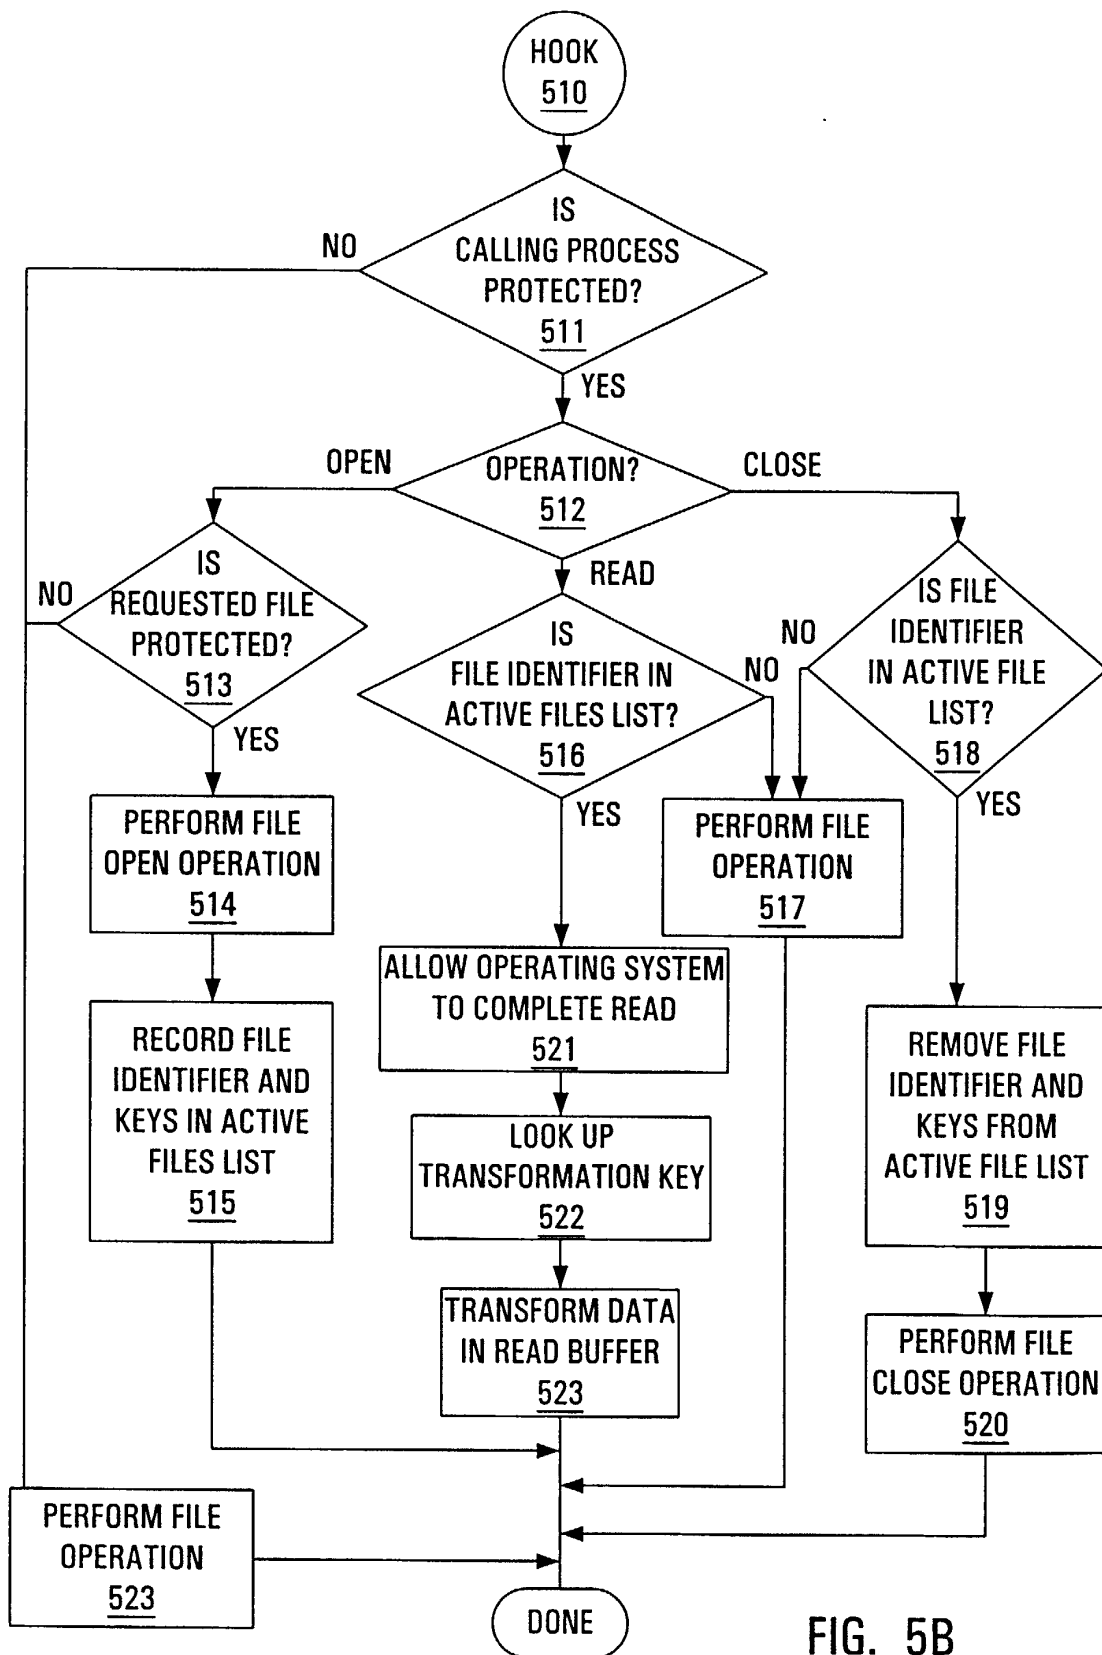 HOOK
510
IS
CALLING PROCESS
PROTECTED?
511
NO
YES
OPERATION?
512
OPEN
CLOSE
READ
IS
REQUESTED FILE
PROTECTED?
513
NO
YES
IS
FILE IDENTIFIER IN
ACTIVE FILES LIST?
516
NO
YES
IS FILE
IDENTIFIER
IN ACTIVE FILE
LIST?
518
NO
YES
PERFORM FILE
OPEN OPERATION
514
PERFORM FILE
OPERATION
517
RECORD FILE
IDENTIFIER AND
KEYS IN ACTIVE
FILES LIST
515
ALLOW OPERATING SYSTEM
TO COMPLETE READ
521
LOOK UP
TRANSFORMATION KEY
522
TRANSFORM DATA
IN READ BUFFER
523
REMOVE FILE
IDENTIFIER AND
KEYS FROM
ACTIVE FILE LIST
519
PERFORM FILE
CLOSE OPERATION
520
PERFORM FILE
OPERATION
523
DONE
FIG. 5B